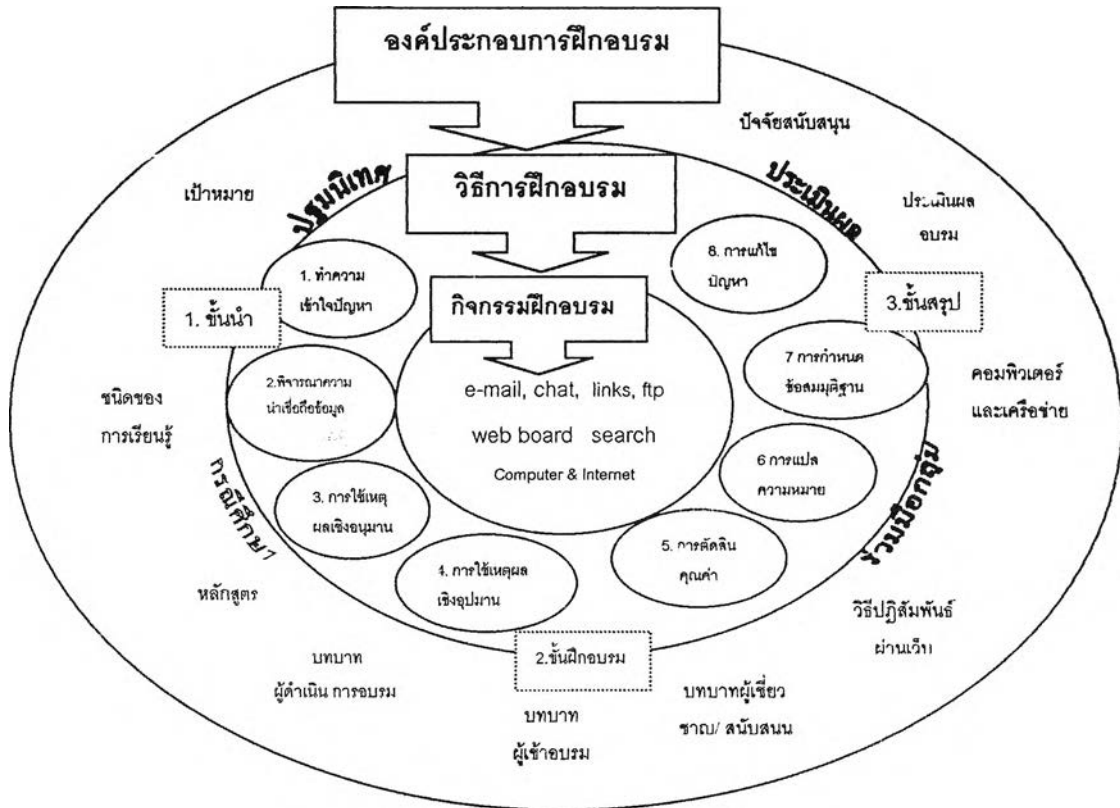 องค์ประกอบการฝึกอบรม
ปัจจัยสนับสนุน
วิธีการฝึกอบรม
เป้าหมาย
ปฐมนิเทศ
ประเมินผล
ประเมินผล
อบรม
1. ทำความ
เข้าใจปัญหา
8. การแก้ไข
ปัญหา
1. ขั้นนำ
กิจกรรมฝึกอบรม
3.ขั้นสรุป
2.พิจารณาความ
น่าเชื่อถือข้อมูล
7 การกำหนด
ข้อสมมุติฐาน
ชนิดของ
การเรียนรู้
e-mail, chat, links, ftp
web board search
Computer & Internet
คอมพิวเตอร์
และเครือข่าย
กรณีศึกษา
3. การใช้เหตุ
ผลเชิงอนุมาน
6 การแปล
ความหมาย
ร่วมมือกลุ่ม
4. การใช้เหตุผล
เชิงอุปมาน
5. การตัดสิน
คุณค่า
หลักสูตร
วิธีปฏิสัมพันธ์
ผ่านเว็บ
2.ขั้นฝึกอบรม
บทบาท
ผู้ดำเนิน การอบรม
บทบาท
ผู้เข้าอบรม
บทบาทผู้เชี่ยว
ชาญ/ สนับสนน